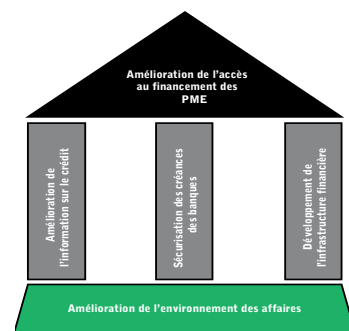 Amélioration de l'accès
au financement des
PME
Amélioration de
l'information sur le crédit
Sécurisation des créances
des banques
Développement de
l'infrastructure financière
Amélioration de l'environnement des affaires